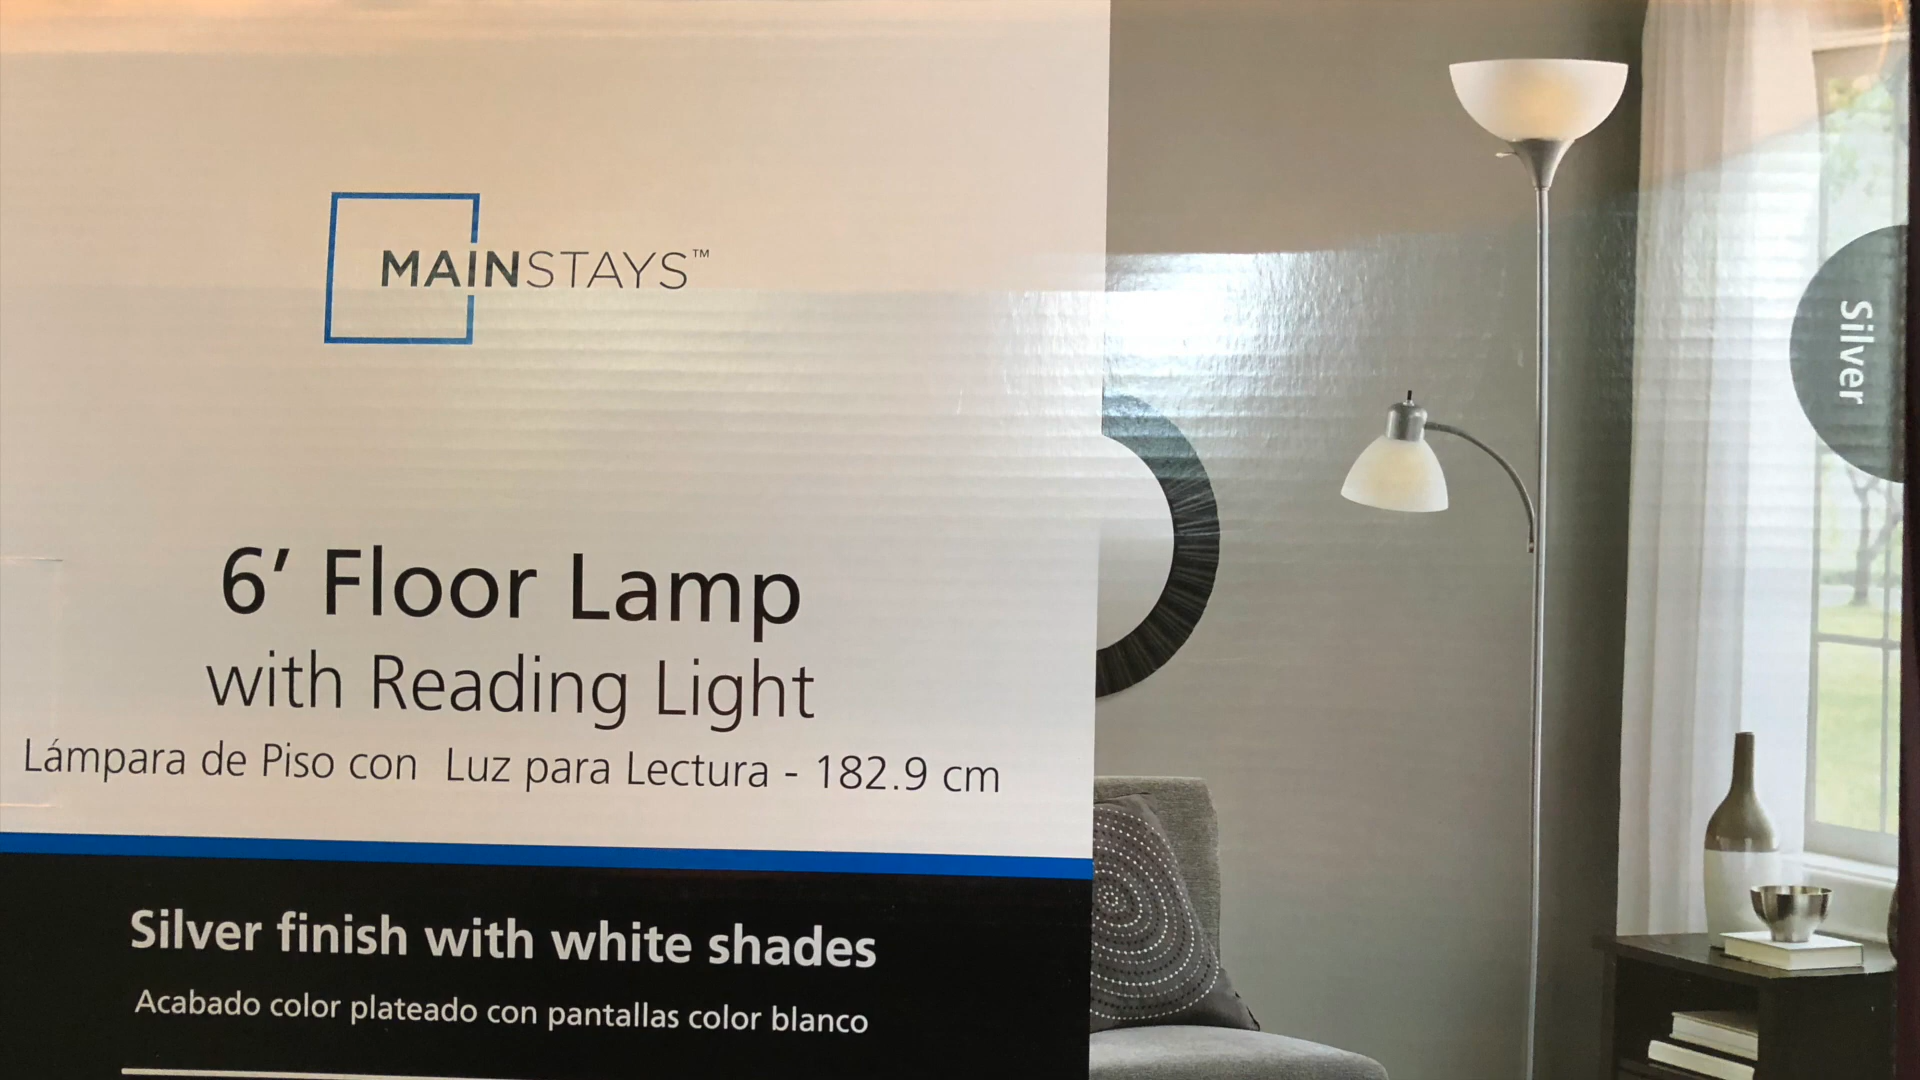 MAINSTAYS™
6' Floor Lamp
with Reading Light
Lámpara de Piso con Luz para Lectura - 182.9 cm
Silver finish with white shades
Acabado color plateado con pantallas color blanco
Silver